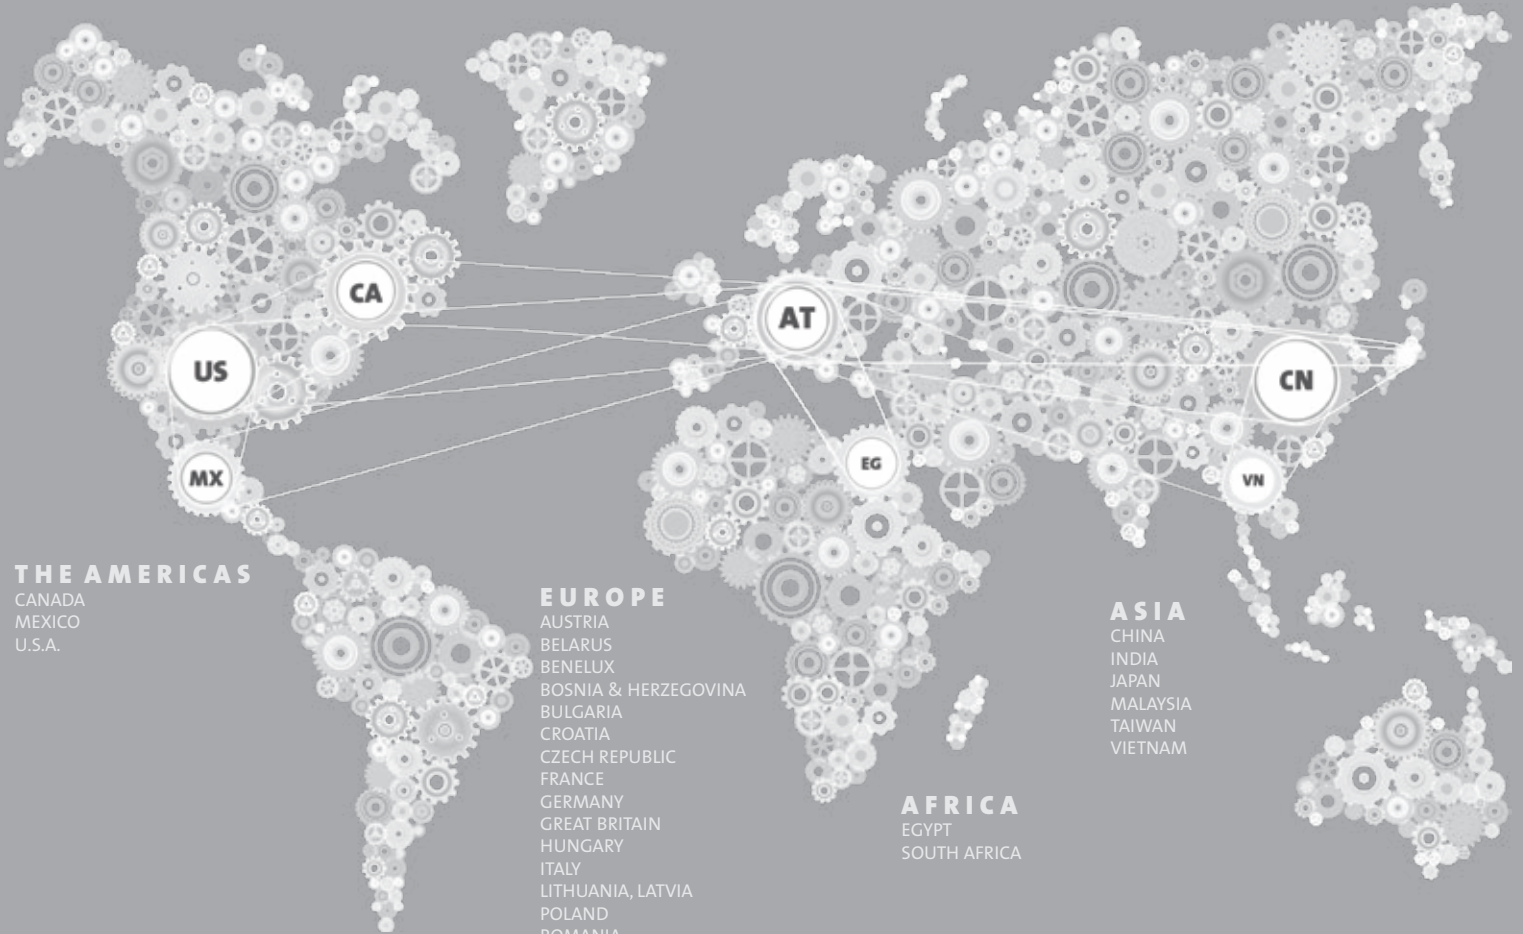 CA
AT
US
CN
MX
EG
VN
THE AMERICAS
CANADA
MEXICO
U.S.A.
EUROPE
AUSTRIA
BELARUS
BENELUX
BOSNIA & HERZEGOVINA
BULGARIA
CROATIA
CZECH REPUBLIC
FRANCE
GERMANY
GREAT BRITAIN
HUNGARY
ITALY
LITHUANIA, LATVIA
POLAND
AFRICA
EGYPT
SOUTH AFRICA
ASIA
CHINA
INDIA
JAPAN
MALAYSIA
TAIWAN
VIETNAM